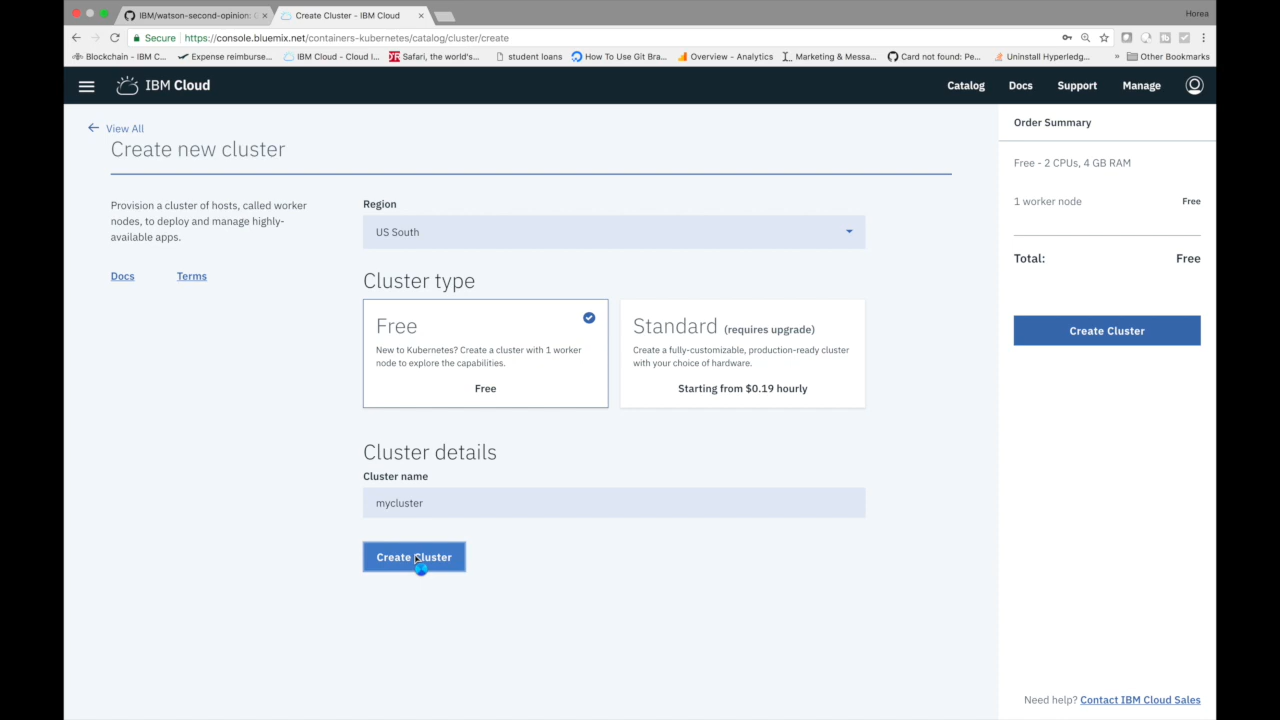 IBM/watson-second-opinion:
Create Cluster - IBM Cloud
Horea
Secure
https://console.bluemix.net/containers-kubernetes/catalog/cluster/create
Blockchain - IBM C...
Expense reimburse...
IBM Cloud - Cloud I...
Safari, the world's...
student loans
How To Use Git Bra...
Overview - Analytics
Marketing & Messa...
Card not found: Pe...
Uninstall Hyperledg...
» Other Bookmarks
IBM Cloud
Catalog
Docs
Support
Manage
View All
Create new cluster
Provision a cluster of hosts, called worker
nodes, to deploy and manage highly-
available apps.
Docs
Terms
Region
US South
Cluster type
Free
New to Kubernetes? Create a cluster with 1 worker
node to explore the capabilities.
Free
Standard (requires upgrade)
Create a fully-customizable, production-ready cluster
with your choice of hardware.
Starting from $0.19 hourly
Cluster details
Cluster name
mycluster
Create Cluster
Order Summary
Free - 2 CPUs, 4 GB RAM
1 worker node Free
Total: Free
Create Cluster
Need help? Contact IBM Cloud Sales